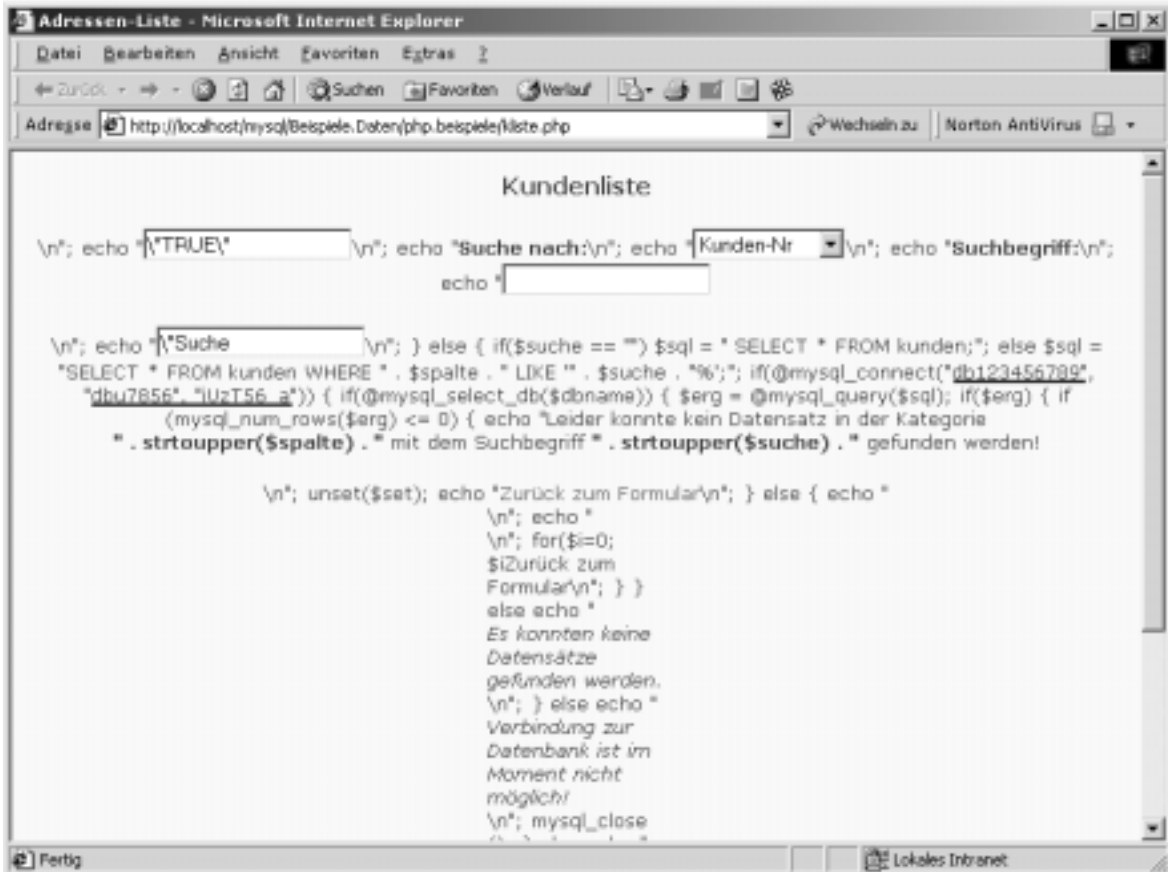 Adressen-Liste - Microsoft Internet Explorer
Datei Bearbeiten Ansicht Favoriten Extras ?
Zurück Suchen Favoriten Verlauf
Adresse http://localhost/mysql/Beispiele.Daten/php.beispiele/kliste.php Wechseln zu Norton AntiVirus
Kundenliste
\n"; echo "\"TRUE\" \n"; echo "Suche nach:\n"; echo "Kunden-Nr \n"; echo "Suchbegriff:\n";
echo "
\n"; echo "\"Suche \n"; } else { if($suche == "") $sql = " SELECT * FROM kunden;"; else $sql =
"SELECT * FROM kunden WHERE " . $spalte . " LIKE '" . $suche . "%';"; if(@mysql_connect("db123456789",
"dbu7856", "iUzT56_a")) { if(@mysql_select_db($dbname)) { $erg = @mysql_query($sql); if($erg) { if
(mysql_num_rows($erg) <= 0) { echo "Leider konnte kein Datensatz in der Kategorie
" . strtoupper($spalte) . " mit dem Suchbegriff " . strtoupper($suche) . " gefunden werden!
\n"; unset($set); echo "Zurück zum Formular\n"; } else { echo "
\n"; echo "
\n"; for($i=0;
$iZurück zum
Formular\n"; } }
else echo "
Es konnten keine
Datensätze
gefunden werden.
\n"; } else echo "
Verbindung zur
Datenbank ist im
Moment nicht
möglich!
\n"; mysql_close
Fertig Lokales Intranet